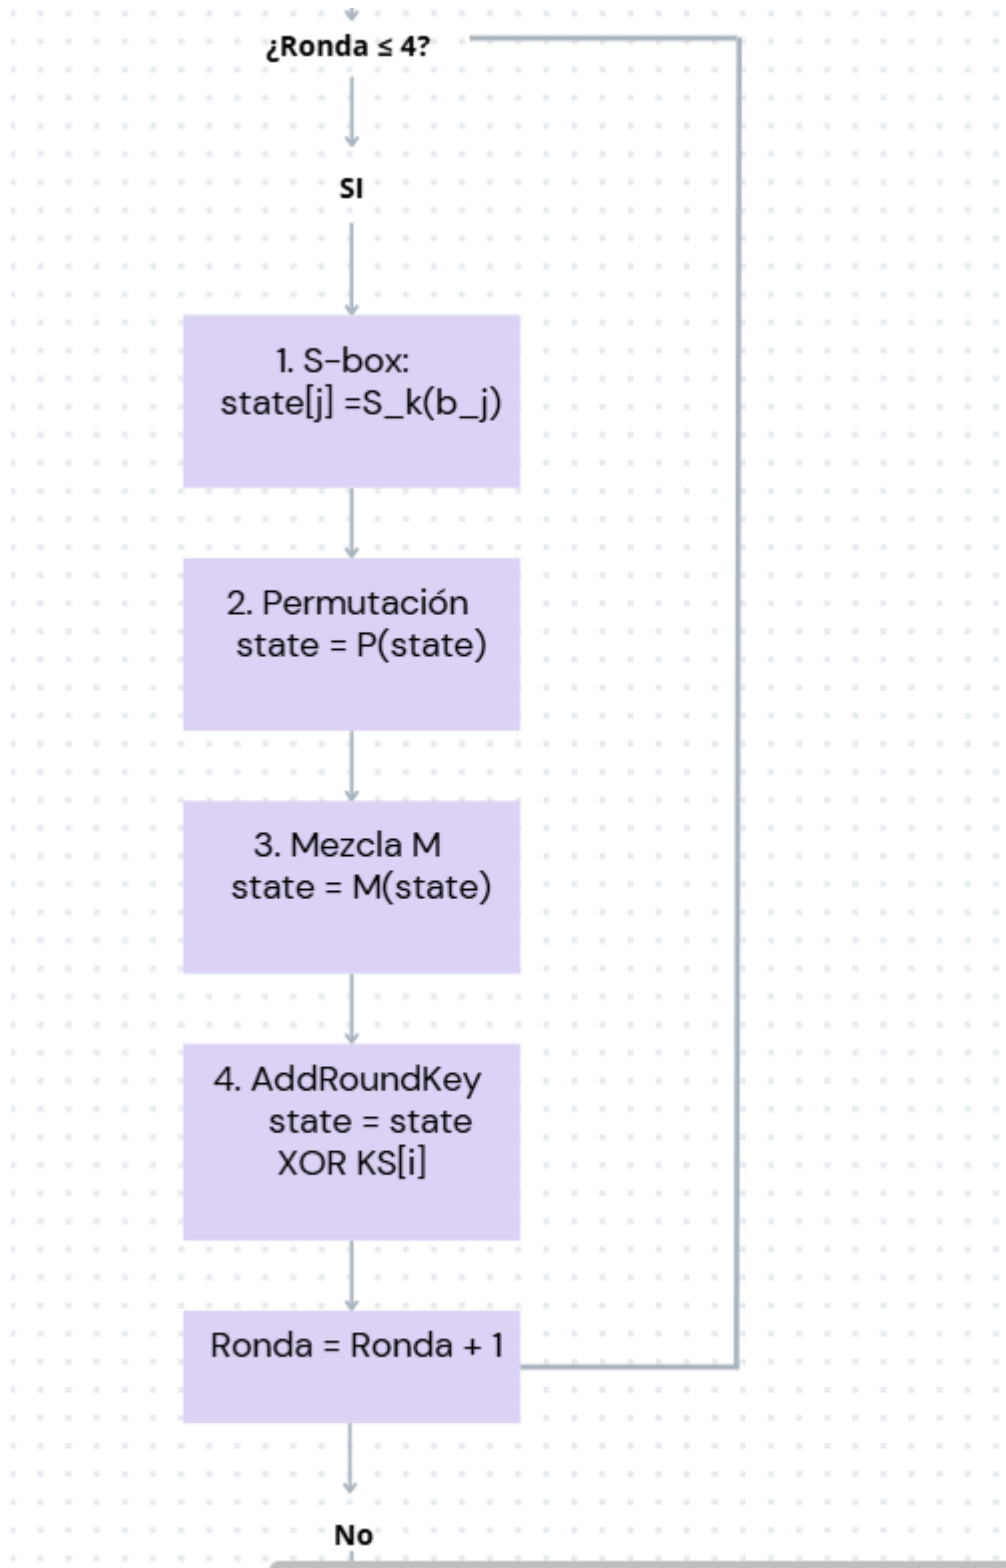 ¿Ronda ≤ 4?
SI
1. S-box:
state[j] =S_k(b_j)
2. Permutación
state = P(state)
3. Mezcla M
state = M(state)
4. AddRoundKey
state = state
XOR KS[i]
Ronda = Ronda + 1
No